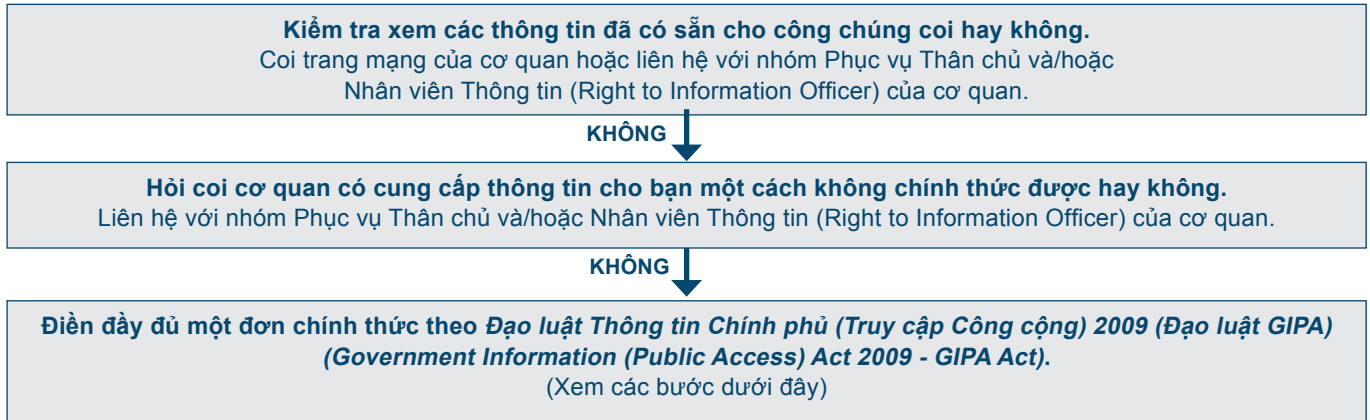 Kiểm tra xem các thông tin đã có sẵn cho công chúng coi hay không.
Coi trang mạng của cơ quan hoặc liên hệ với nhóm Phục vụ Thân chủ và/hoặc
Nhân viên Thông tin (Right to Information Officer) của cơ quan.
KHÔNG
Hỏi coi cơ quan có cung cấp thông tin cho bạn một cách không chính thức được hay không.
Liên hệ với nhóm Phục vụ Thân chủ và/hoặc Nhân viên Thông tin (Right to Information Officer) của cơ quan.
KHÔNG
Điền đầy đủ một đơn chính thức theo Đạo luật Thông tin Chính phủ (Truy cập Công cộng) 2009 (Đạo luật GIPA)
(Government Information (Public Access) Act 2009 - GIPA Act).
(Xem các bước dưới đây)